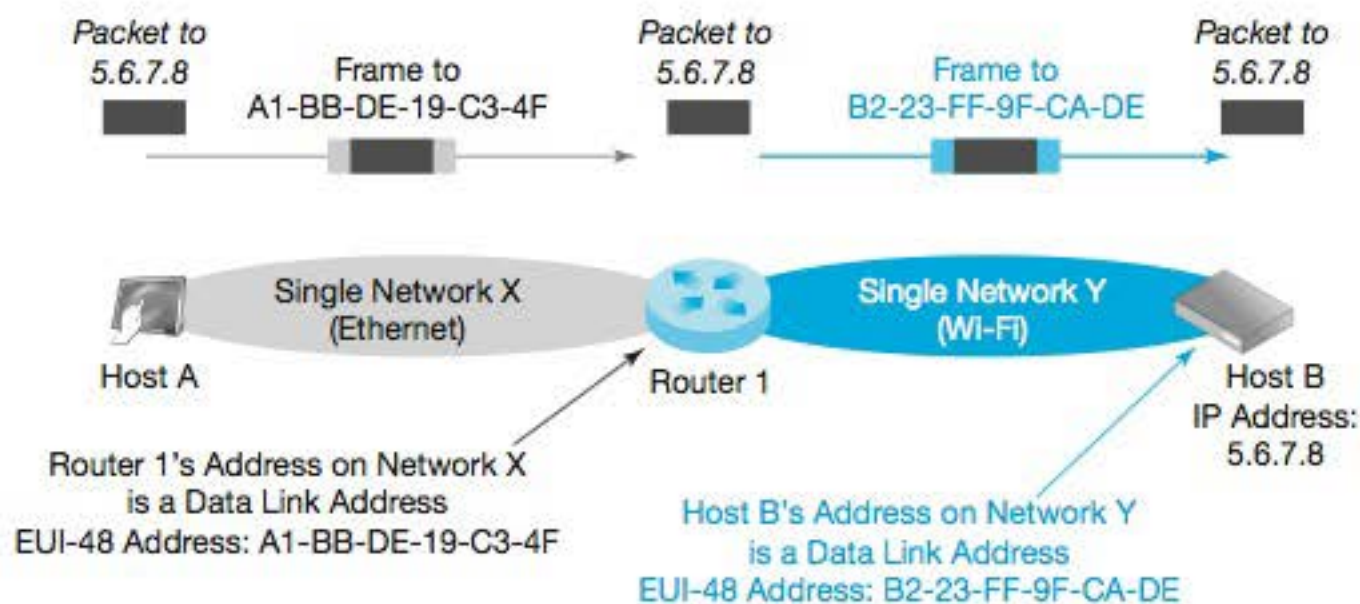 Packet to
5.6.7.8
Frame to
A1-BB-DE-19-C3-4F
Packet to
5.6.7.8
Frame to
B2-23-FF-9F-CA-DE
Packet to
5.6.7.8
Single Network X
(Ethernet)
Single Network Y
(Wi-Fi)
Host A
Router 1
Host B
IP Address:
5.6.7.8
Router 1's Address on Network X
is a Data Link Address
EUI-48 Address: A1-BB-DE-19-C3-4F
Host B's Address on Network Y
is a Data Link Address
EUI-48 Address: B2-23-FF-9F-CA-DE